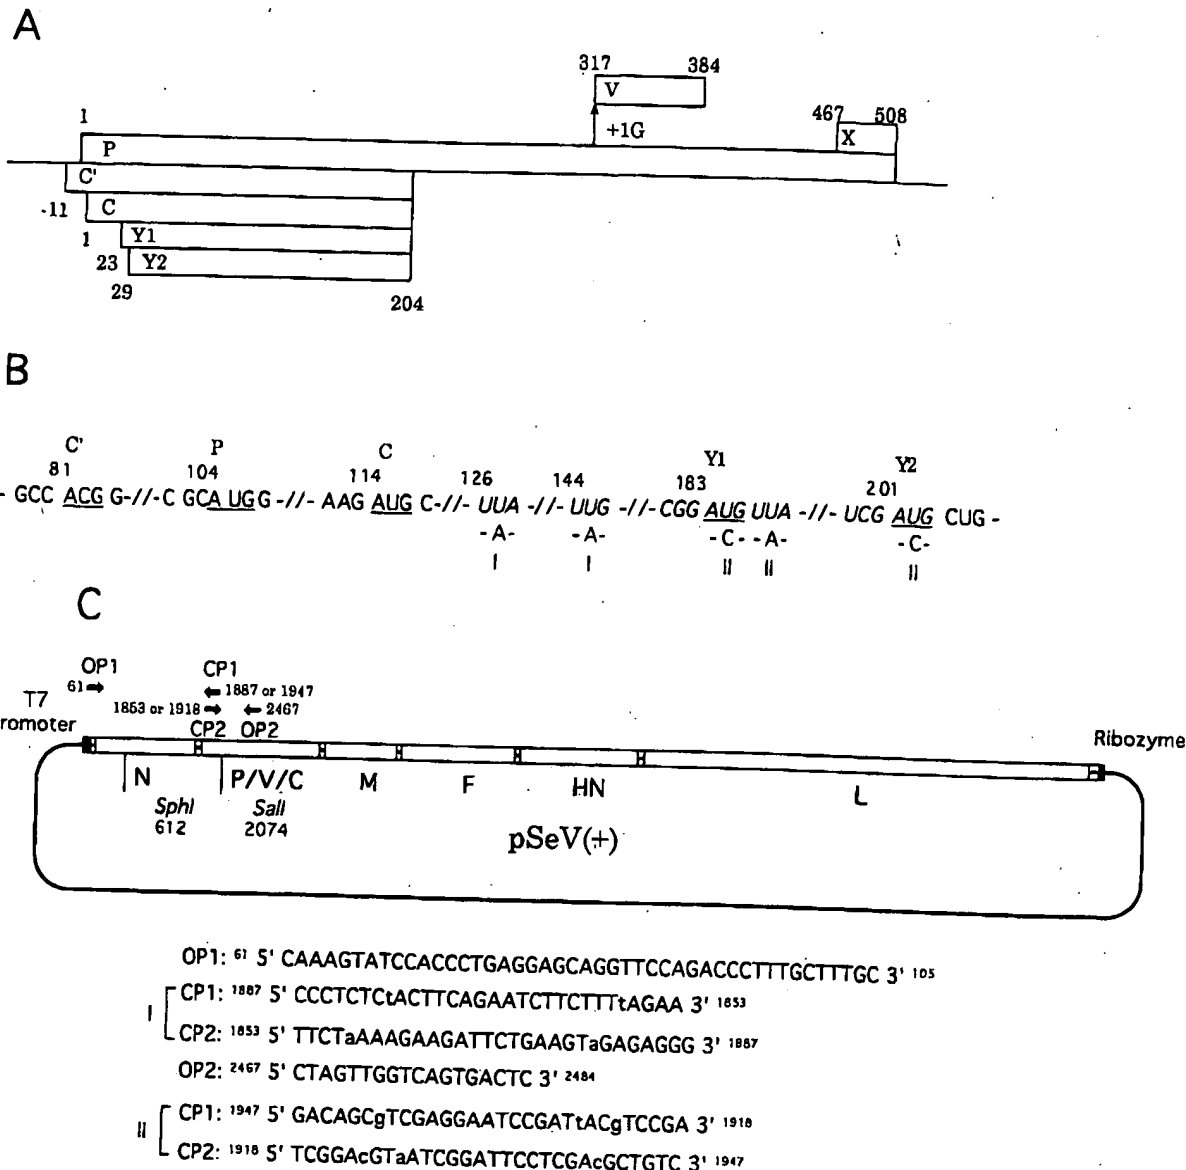 A
317 384
V
467 508
1
+1G
X
P
C'
-11
C
1
Y1
23
Y2
29
204
B
C' P C Y1 Y2
81 104 114 126 144 183 201
- GCC ACG G-//-C GCA UGG -//- AAG AUG C-//- UUA -//- UUG -//-CGG AUG UUA -//- UCG AUG CUG -
-A- -A- -C- -A- -C-
I I II II II
C
OP1 CP1
61 1887 or 1947
T7
1853 or 1918 2467
romoter
CP2 OP2
Ribozyme
N P/V/C M F HN L
SphI SalI
612 2074
pSeV(+)
OP1: 61 5' CAAAGTATCCACCCTGAGGAGCAGGTTCCAGACCCTTTGCTTTGC 3' 105
I
CP1: 1887 5' CCCTCTCtACTTCAGAATCTTCTTTtAGAA 3' 1853
CP2: 1853 5' TTCTaAAAGAAGATTCTGAAGTaGAGAGGG 3' 1887
OP2: 2467 5' CTAGTTGGTCAGTGACTC 3' 2484
II
CP1: 1947 5' GACAGCgTCGAGGAATCCGATtACgTCCGA 3' 1918
CP2: 1918 5' TCGGAcGTaATCGGATTCCTCGAcGCTGTC 3' 1947